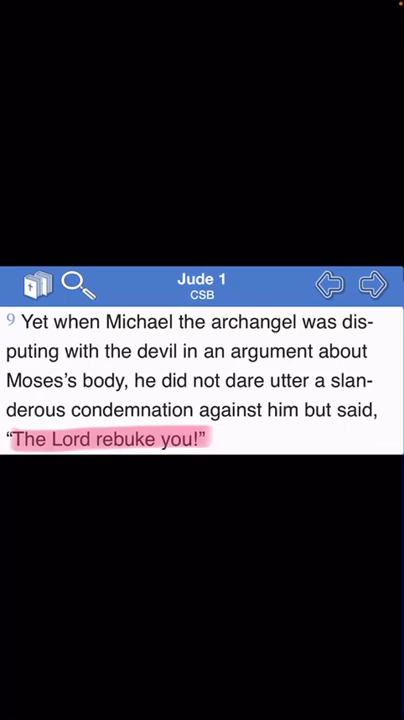 Jude 1
CSB
9 Yet when Michael the archangel was dis-
puting with the devil in an argument about
Moses’s body, he did not dare utter a slan-
derous condemnation against him but said,
“The Lord rebuke you!”